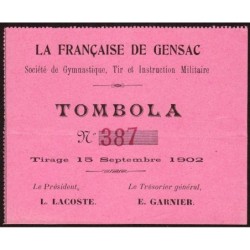 LA FRANÇAISE DE GENSAC
Société de Gymnastique, Tir et Instruction Militaire
TOMBOLA
N° 387
Tirage 15 Septembre 1902
Le Président, Le Trésorier général,
L. LACOSTE. E. GARNIER.